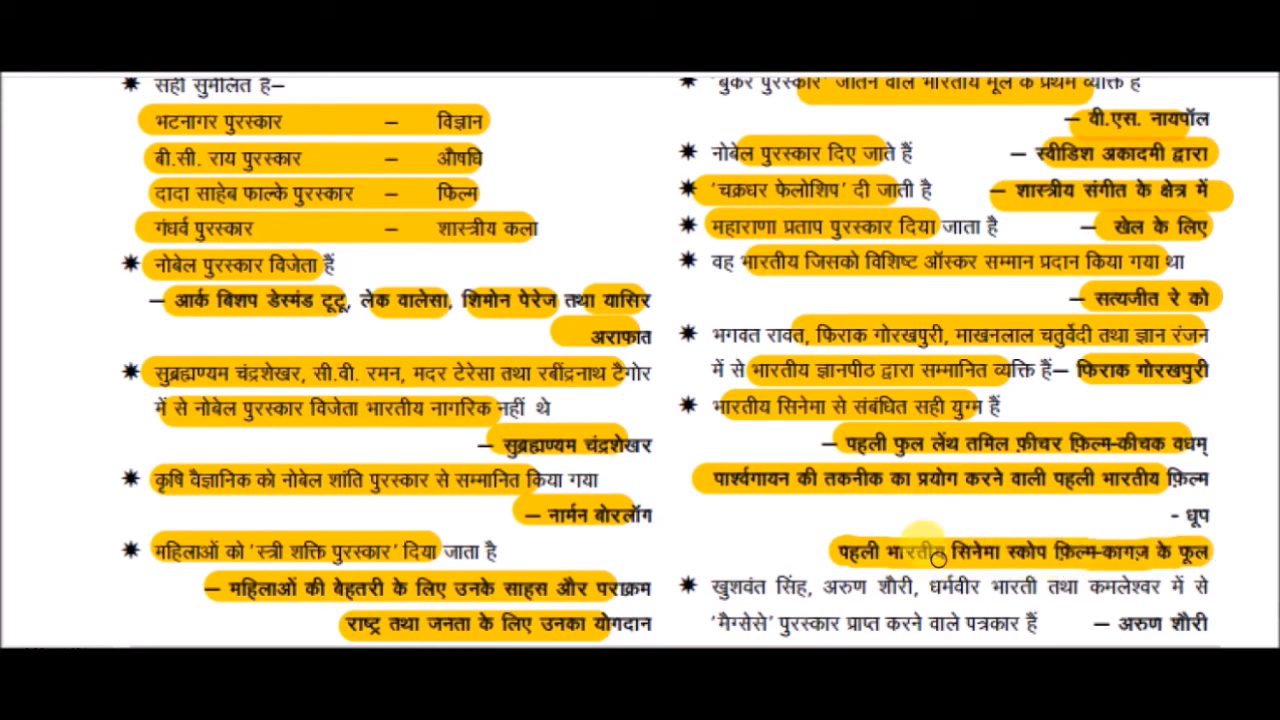 ✷ सही सुमेलित है–
भटनागर पुरस्कार – विज्ञान
बी.सी. राय पुरस्कार – औषधि
दादा साहेब फाल्के पुरस्कार – फिल्म
गंधर्व पुरस्कार – शास्त्रीय कला
✷ नोबेल पुरस्कार विजेता हैं
– आर्क बिशप डेस्मंड टूटू, लेक वालेसा, शिमोन पेरेज तथा यासिर
अराफात
✷ सुब्रह्मण्यम चंद्रशेखर, सी.वी. रमन, मदर टेरेसा तथा रबींद्रनाथ टैगोर
में से नोबेल पुरस्कार विजेता भारतीय नागरिक नहीं थे
– सुब्रह्मण्यम चंद्रशेखर
✷ कृषि वैज्ञानिक को नोबेल शांति पुरस्कार से सम्मानित किया गया
– नार्मन बोरलॉग
✷ महिलाओं को 'स्त्री शक्ति पुरस्कार' दिया जाता है
– महिलाओं की बेहतरी के लिए उनके साहस और पराक्रम
राष्ट्र तथा जनता के लिए उनका योगदान
✷ 'बुकर पुरस्कार' जीतने वाले भारतीय मूल के प्रथम व्यक्ति हैं
– वी.एस. नायपॉल
✷ नोबेल पुरस्कार दिए जाते हैं – स्वीडिश अकादमी द्वारा
✷ 'चक्रधर फेलोशिप' दी जाती है – शास्त्रीय संगीत के क्षेत्र में
✷ महाराणा प्रताप पुरस्कार दिया जाता है – खेल के लिए
✷ वह भारतीय जिसको विशिष्ट ऑस्कर सम्मान प्रदान किया गया था
– सत्यजीत रे को
✷ भगवत रावत, फिराक गोरखपुरी, माखनलाल चतुर्वेदी तथा ज्ञान रंजन
में से भारतीय ज्ञानपीठ द्वारा सम्मानित व्यक्ति हैं– फिराक गोरखपुरी
✷ भारतीय सिनेमा से संबंधित सही युग्म हैं
– पहली फुल लेंथ तमिल फ़ीचर फ़िल्म-कीचक वधम्
पार्श्वगायन की तकनीक का प्रयोग करने वाली पहली भारतीय फ़िल्म
- धूप
पहली भारतीय सिनेमा स्कोप फ़िल्म-कागज़ के फूल
✷ खुशवंत सिंह, अरुण शौरी, धर्मवीर भारती तथा कमलेश्वर में से
'मैग्सेसे' पुरस्कार प्राप्त करने वाले पत्रकार हैं – अरुण शौरी